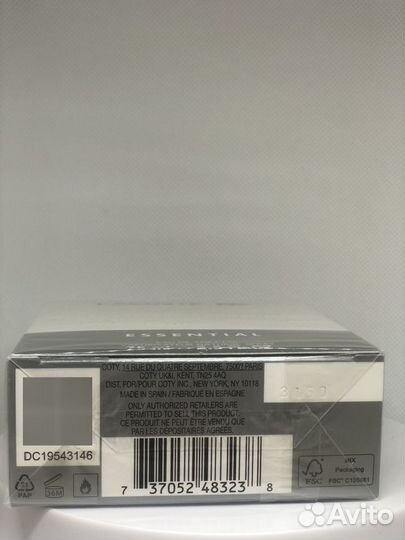 ESSENTIAL
COTY, 14 RUE DU QUATRE SEPTEMBRE, 75002 PARIS
COTY UK&I, KENT, TN25 4AQ
DIST. FOR/POUR COTY INC., NEW YORK, NY 10118
MADE IN SPAIN / FABRIQUÉ EN ESPAGNE
ONLY AUTHORIZED RETAILERS ARE
PERMITTED TO SELL THIS PRODUCT.
CE PRODUIT NE PEUT ÊTRE VENDU QUE
PAR LES DÉPOSITAIRES AGRÉÉS.
DC19543146
PAP
36M
7 37052 48323 8
MIX
Packaging
FSC
Avito